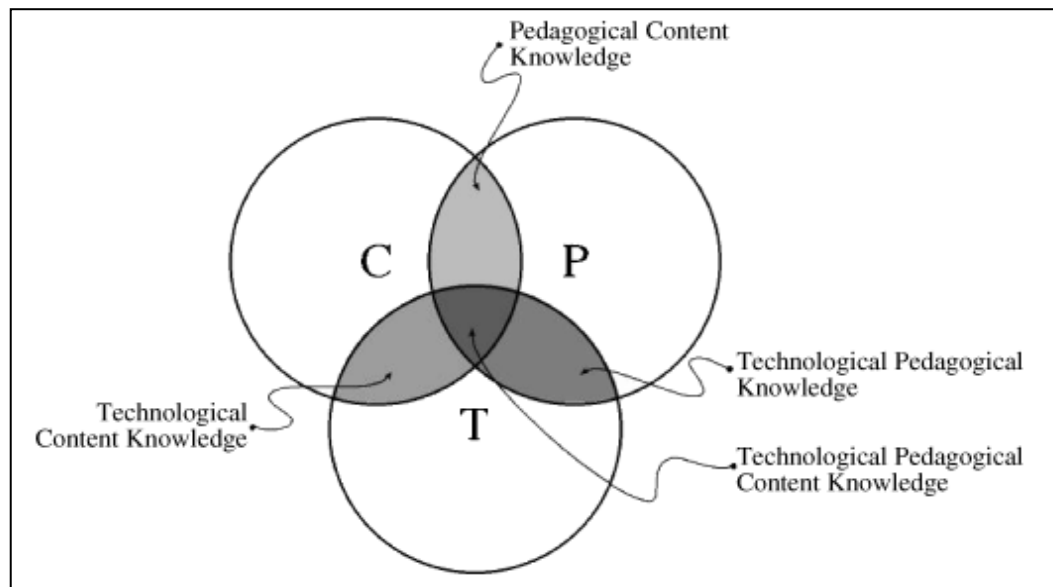 Pedagogical Content
Knowledge
C
P
Technological Pedagogical
Knowledge
Technological
Content Knowledge
T
Technological Pedagogical
Content Knowledge